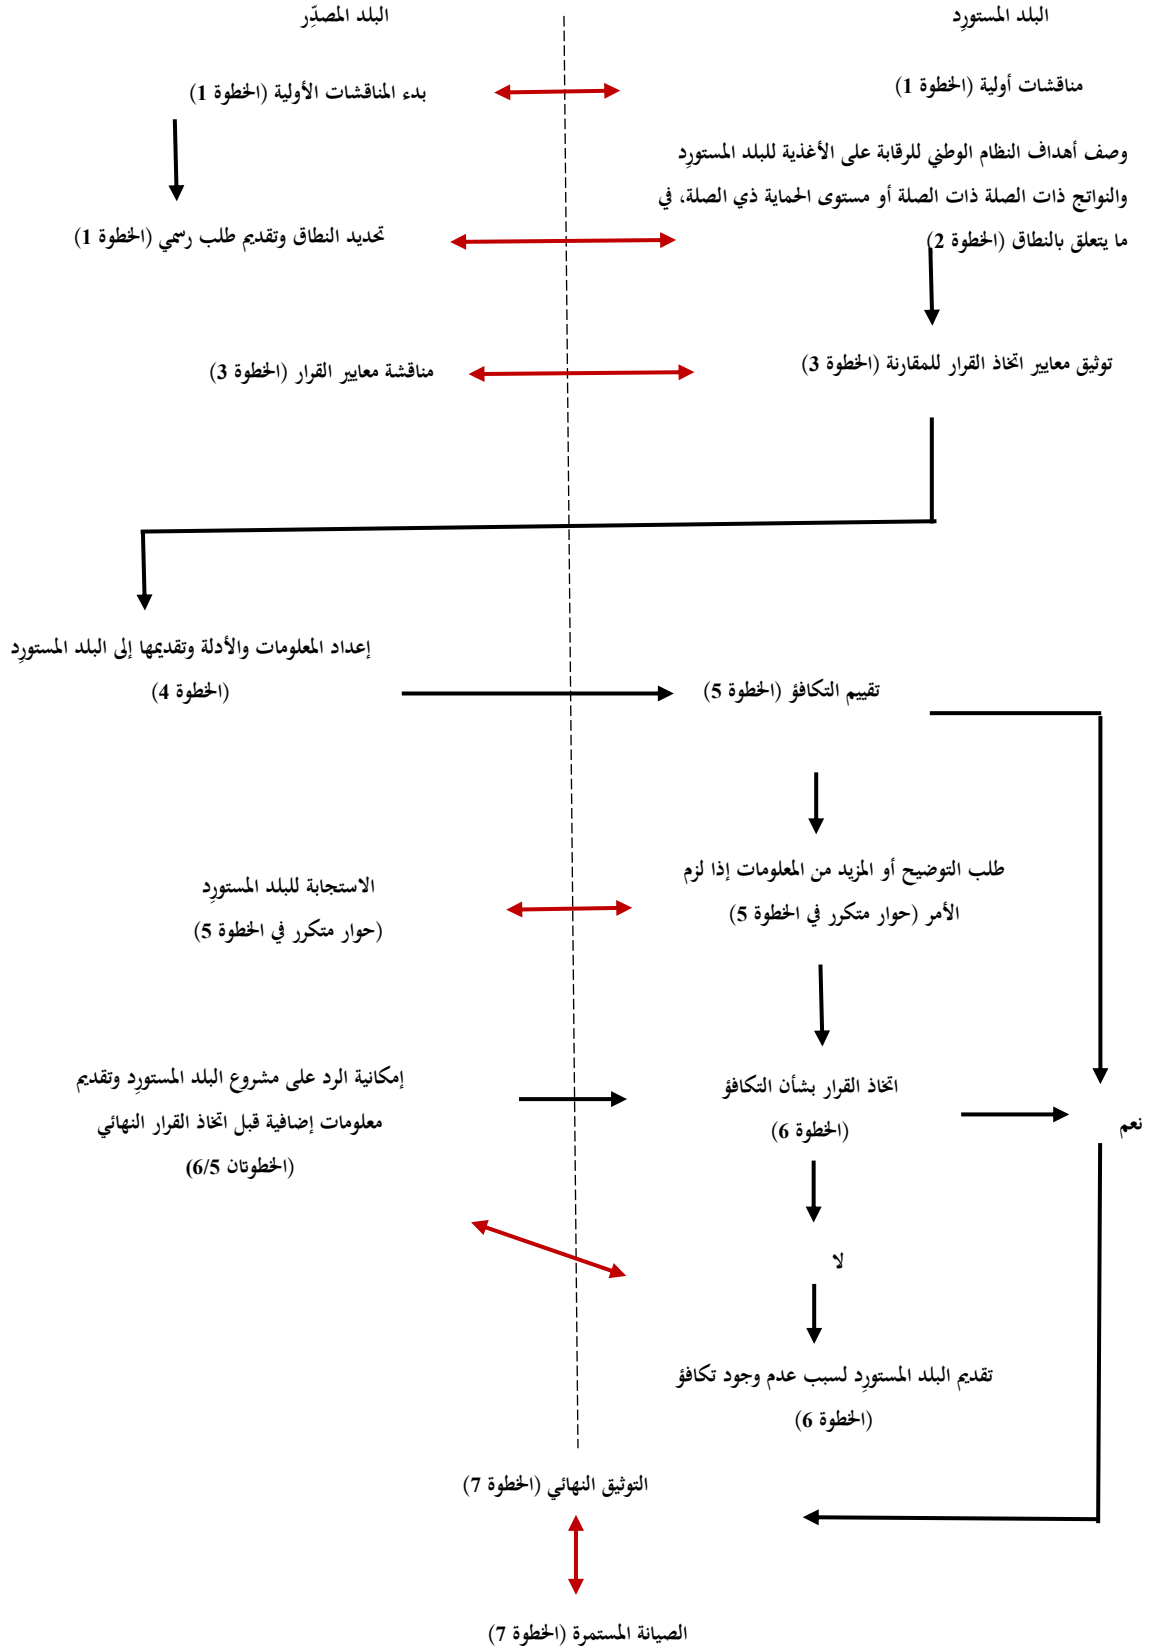 البلد المستورِد
البلد المصدِّر
مناقشات أولية (الخطوة 1)
بدء المناقشات الأولية (الخطوة 1)
وصف أهداف النظام الوطني للرقابة على الأغذية للبلد المستورِد
والنواتج ذات الصلة ذات الصلة أو مستوى الحماية ذي الصلة، في
ما يتعلق بالنطاق (الخطوة 2)
تحديد النطاق وتقديم طلب رسمي (الخطوة 1)
توثيق معايير اتخاذ القرار للمقارنة (الخطوة 3)
مناقشة معايير القرار (الخطوة 3)
إعداد المعلومات والأدلة وتقديمها إلى البلد المستورِد
(الخطوة 4)
تقييم التكافؤ (الخطوة 5)
طلب التوضيح أو المزيد من المعلومات إذا لزم
الأمر (حوار متكرر في الخطوة 5)
الاستجابة للبلد المستورِد
(حوار متكرر في الخطوة 5)
اتخاذ القرار بشأن التكافؤ
(الخطوة 6)
نعم
إمكانية الرد على مشروع البلد المستورِد وتقديم
معلومات إضافية قبل اتخاذ القرار النهائي
(الخطوتان 6/5)
لا
تقديم البلد المستورِد لسبب عدم وجود تكافؤ
(الخطوة 6)
التوثيق النهائي (الخطوة 7)
الصيانة المستمرة (الخطوة 7)